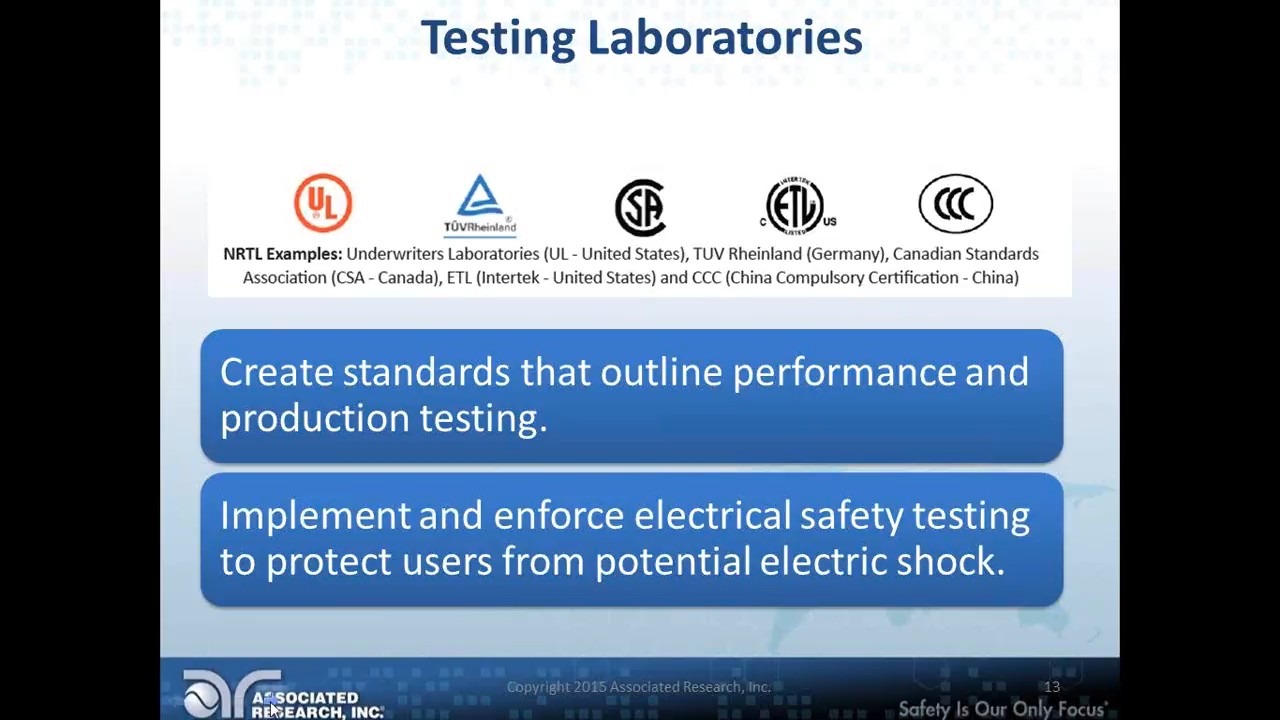 Testing Laboratories
UL
TÜVRheinland®
CSA
INTERTEK
C ETL US
LISTED
CCC
NRTL Examples: Underwriters Laboratories (UL - United States), TUV Rheinland (Germany), Canadian Standards
Association (CSA - Canada), ETL (Intertek - United States) and CCC (China Compulsory Certification - China)
Create standards that outline performance and
production testing.
Implement and enforce electrical safety testing
to protect users from potential electric shock.
ASSOCIATED
RESEARCH, INC.
Copyright 2015 Associated Research, Inc.
13
Safety Is Our Only Focus®